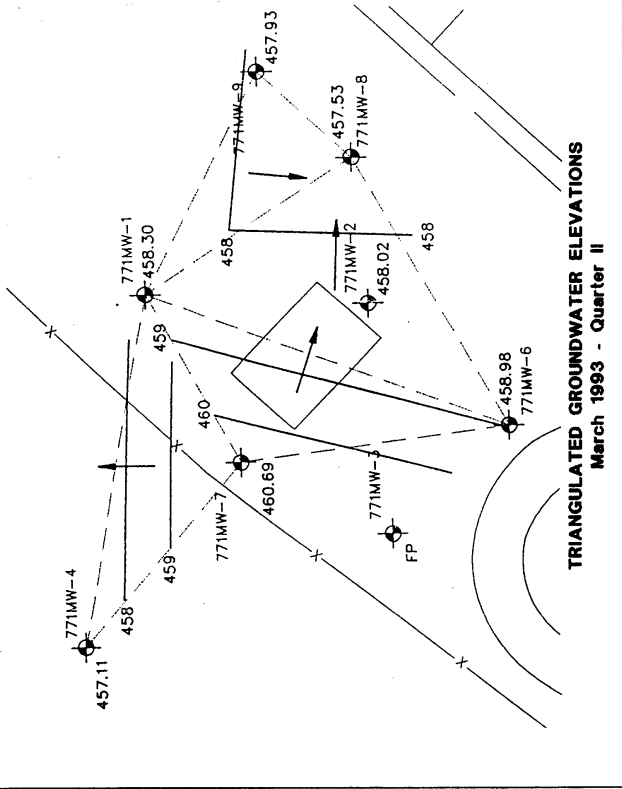 457.93
771MW-9
457.53
771MW-8
771MW-1
458.30
458
771MW-2
458.02
458
459
460
458.98
771MW-6
771MW-7
460.69
771MW-3
FP
459
458
771MW-4
457.11
X
X
X
X
TRIANGULATED GROUNDWATER ELEVATIONS
March 1993 - Quarter II